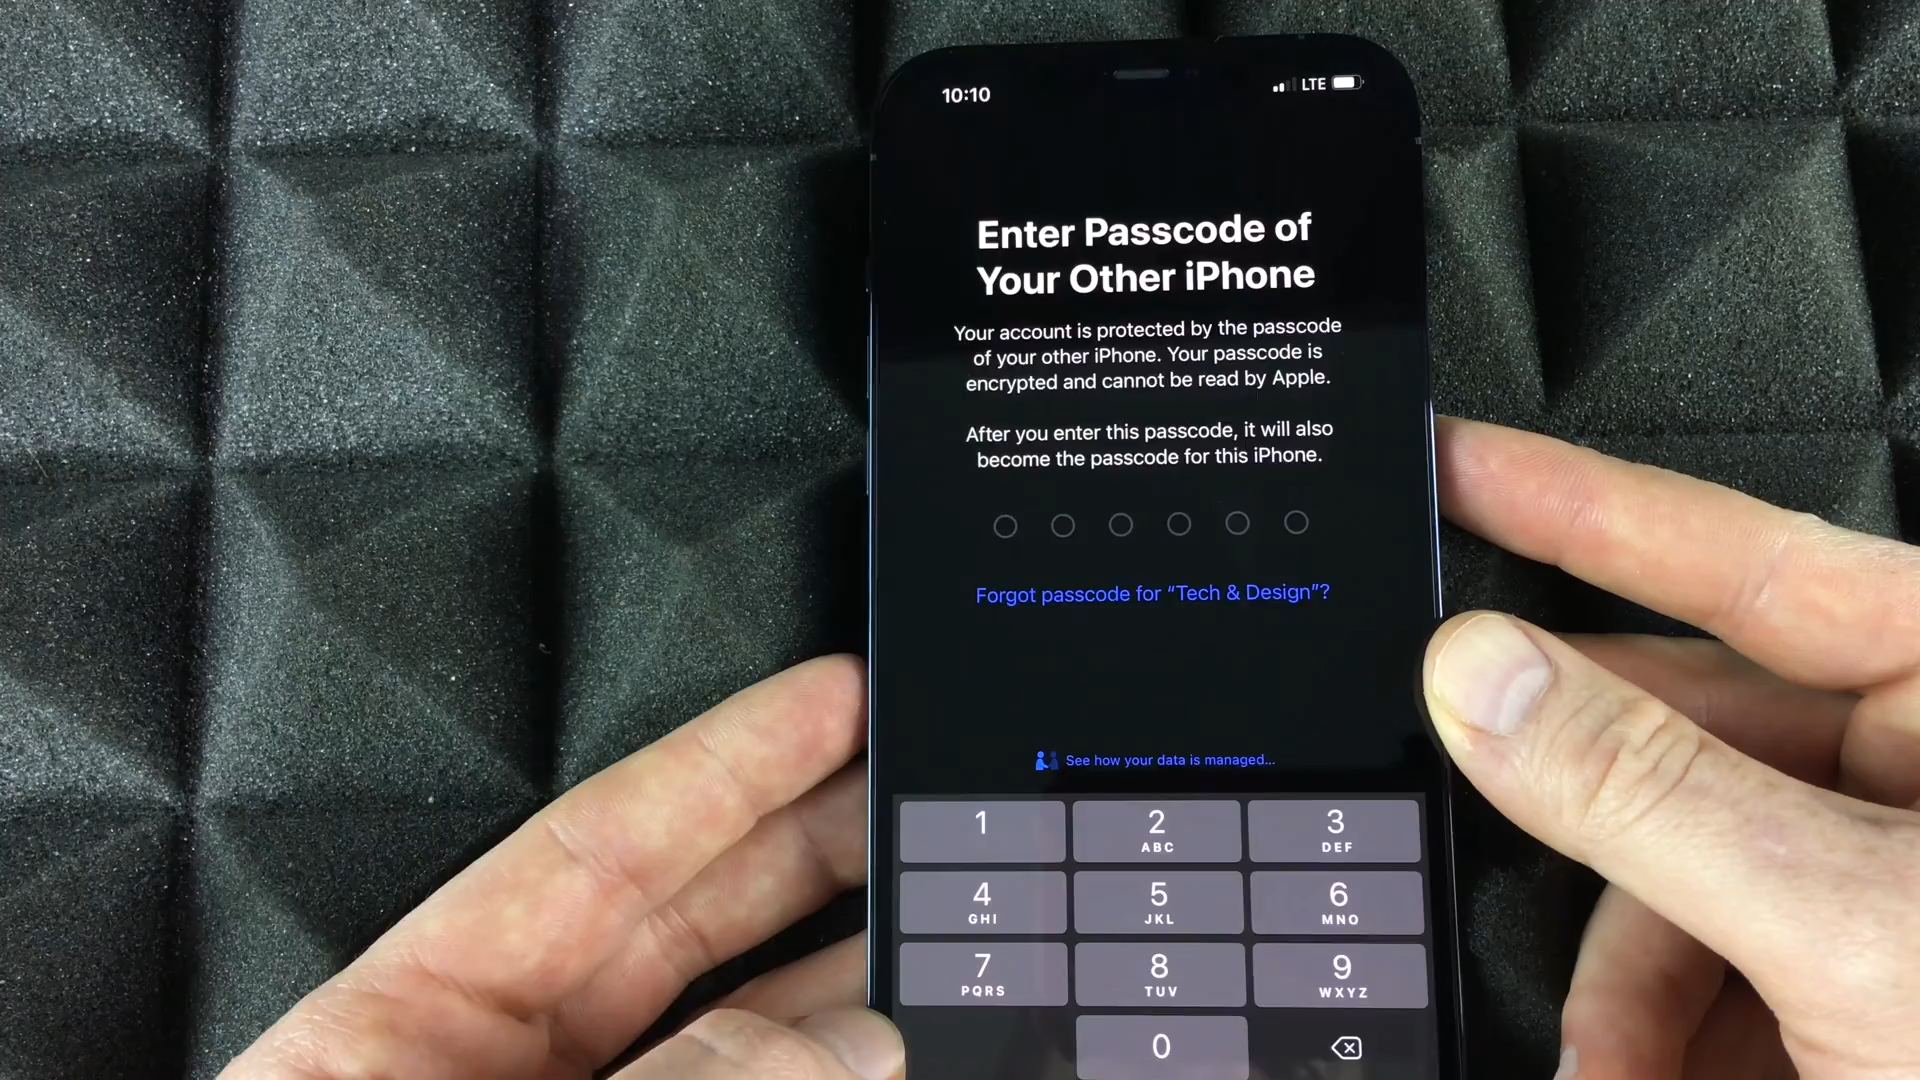 10:10
LTE
Enter Passcode of
Your Other iPhone
Your account is protected by the passcode
of your other iPhone. Your passcode is
encrypted and cannot be read by Apple.
After you enter this passcode, it will also
become the passcode for this iPhone.
Forgot passcode for “Tech & Design”?
See how your data is managed...
1
2
ABC
3
DEF
4
GHI
5
JKL
6
MNO
7
PQRS
8
TUV
9
WXYZ
0